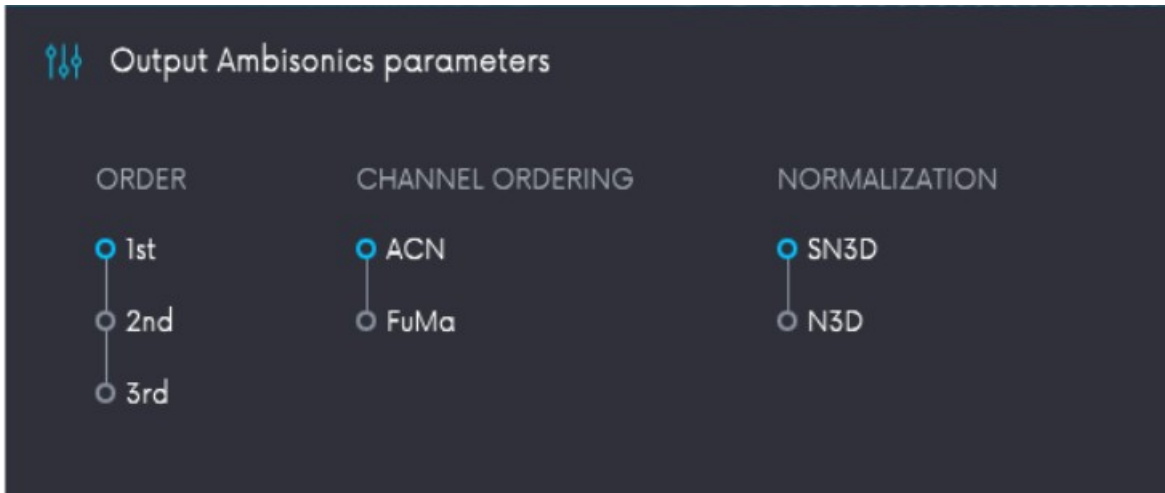 Output Ambisonics parameters
ORDER CHANNEL ORDERING NORMALIZATION
1st ACN SN3D
2nd FuMa N3D
3rd